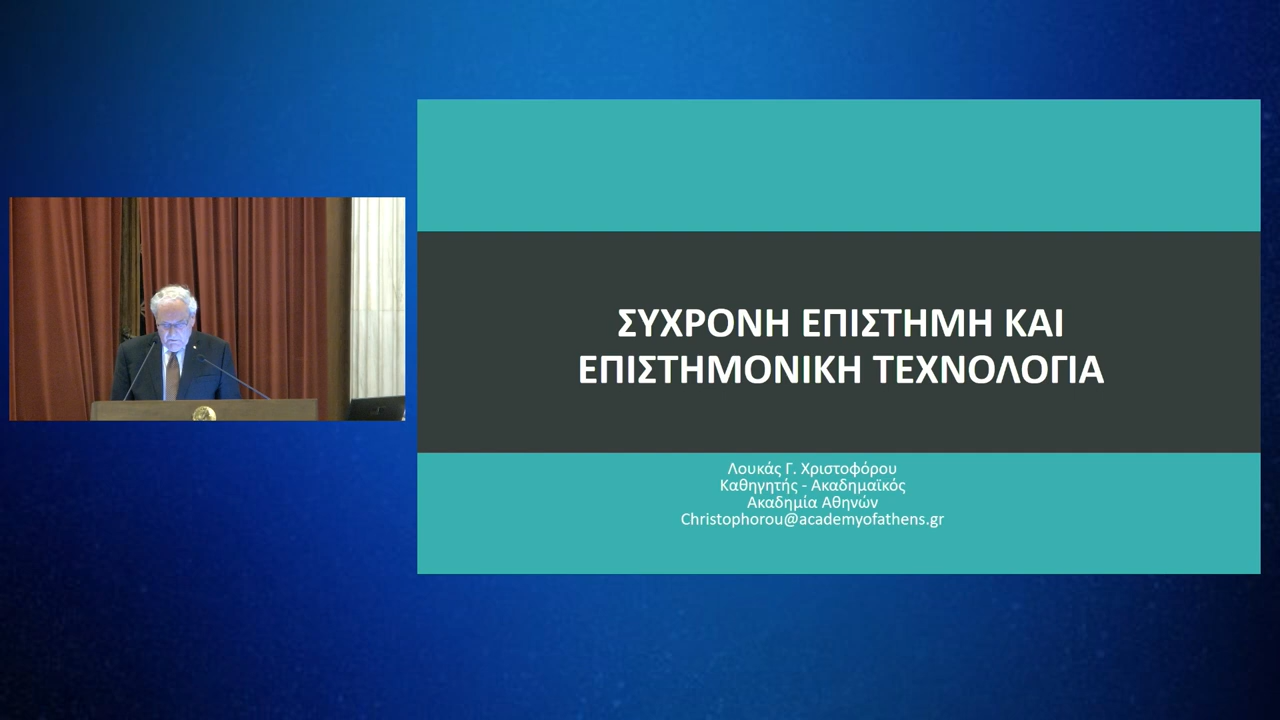 ΣΥΧΡΟΝΗ ΕΠΙΣΤΗΜΗ ΚΑΙ
ΕΠΙΣΤΗΜΟΝΙΚΗ ΤΕΧΝΟΛΟΓΙΑ
Λουκάς Γ. Χριστοφόρου
Καθηγητής - Ακαδημαϊκός
Ακαδημία Αθηνών
Christophorou@academyofathens.gr